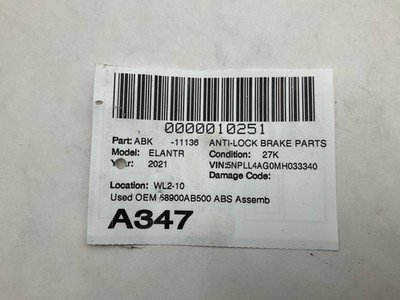 0000010251
Part: ABK -11136 ANTI-LOCK BRAKE PARTS
Model: ELANTR Condition: 27K
Year: 2021 VIN:5NPLL4AG0MH033340
Damage Code:
Location: WL2-10
Used OEM 58900AB500 ABS Assemb
A347